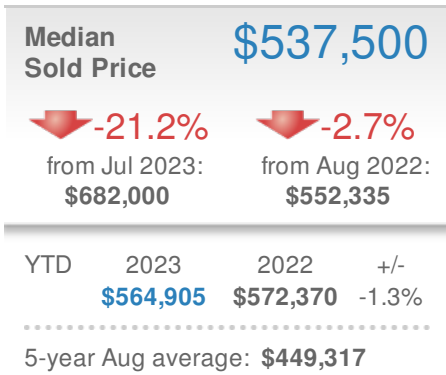 Median $537,500
Sold Price
-21.2% -2.7%
from Jul 2023: from Aug 2022:
$682,000 $552,335
YTD 2023 2022 +/-
$564,905 $572,370 -1.3%
5-year Aug average: $449,317